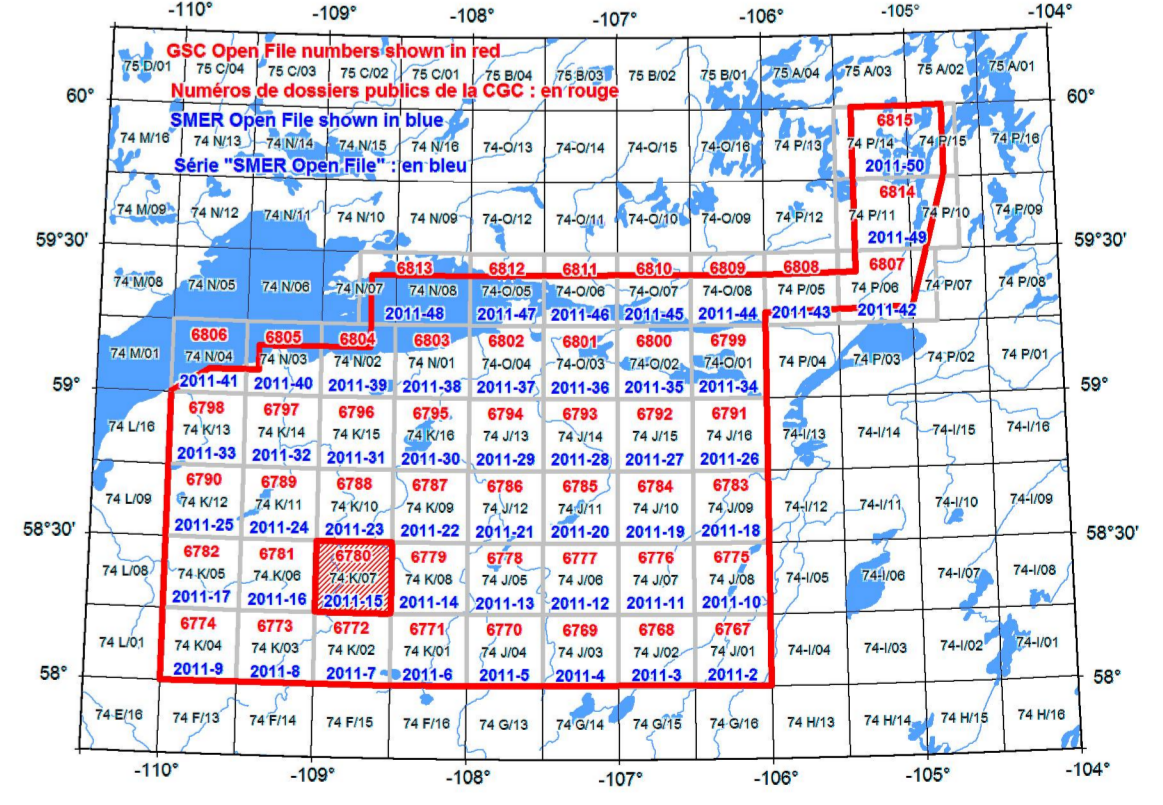 -110° -109° -108° -107° -106° -105° -104°
GSC Open File numbers shown in red
75 D/01 75 C/04 75 C/03 75 C/02 75 C/01 75 B/04 75 B/03 75 B/02 75 B/01 75 A/04 75 A/03 75 A/02 75 A/01
Numéros de dossiers publics de la CGC : en rouge
60° 60°
SMER Open File shown in blue
6815
74 M/16 74 N/13 74 N/14 74 N/15 74 N/16 74-O/13 74-O/14 74-O/15 74-O/16 74 P/13 74 P/14 74 P/15 74 P/16
Série "SMER Open File" : en bleu
2011-50
6814
74 M/09 74 N/12 74 N/11 74 N/10 74 N/09 74-O/12 74-O/11 74-O/10 74-O/09 74 P/12 74 P/11 74 P/10 74 P/09
2011-49
59°30' 59°30'
6813 6812 6811 6810 6809 6808 6807
74 M/08 74 N/05 74 N/06 74 N/07 74 N/08 74-O/05 74-O/06 74-O/07 74-O/08 74 P/05 74 P/06 74 P/07 74 P/08
2011-48 2011-47 2011-46 2011-45 2011-44 2011-43 2011-42
6806 6805 6804 6803 6802 6801 6800 6799
74 M/01 74 N/04 74 N/03 74 N/02 74 N/01 74-O/04 74-O/03 74-O/02 74-O/01 74 P/04 74 P/03 74 P/02 74 P/01
2011-41 2011-40 2011-39 2011-38 2011-37 2011-36 2011-35 2011-34
59° 59°
6798 6797 6796 6795 6794 6793 6792 6791
74 L/16 74 K/13 74 K/14 74 K/15 74 K/16 74 J/13 74 J/14 74 J/15 74 J/16 74-I/13 74-I/14 74-I/15 74-I/16
2011-33 2011-32 2011-31 2011-30 2011-29 2011-28 2011-27 2011-26
6790 6789 6788 6787 6786 6785 6784 6783
74 L/09 74 K/12 74 K/11 74 K/10 74 K/09 74 J/12 74 J/11 74 J/10 74 J/09 74-I/12 74-I/11 74-I/10 74-I/09
2011-25 2011-24 2011-23 2011-22 2011-21 2011-20 2011-19 2011-18
58°30' 58°30'
6782 6781 6780 6779 6778 6777 6776 6775
74 L/08 74 K/05 74 K/06 74 K/07 74 K/08 74 J/05 74 J/06 74 J/07 74 J/08 74-I/05 74-I/06 74-I/07 74-I/08
2011-17 2011-16 2011-15 2011-14 2011-13 2011-12 2011-11 2011-10
6774 6773 6772 6771 6770 6769 6768 6767
74 L/01 74 K/04 74 K/03 74 K/02 74 K/01 74 J/04 74 J/03 74 J/02 74 J/01 74-I/04 74-I/03 74-I/02 74-I/01
2011-9 2011-8 2011-7 2011-6 2011-5 2011-4 2011-3 2011-2
58° 58°
74 E/16 74 F/13 74 F/14 74 F/15 74 F/16 74 G/13 74 G/14 74 G/15 74 G/16 74 H/13 74 H/14 74 H/15 74 H/16
-110° -109° -108° -107° -106° -105° -104°